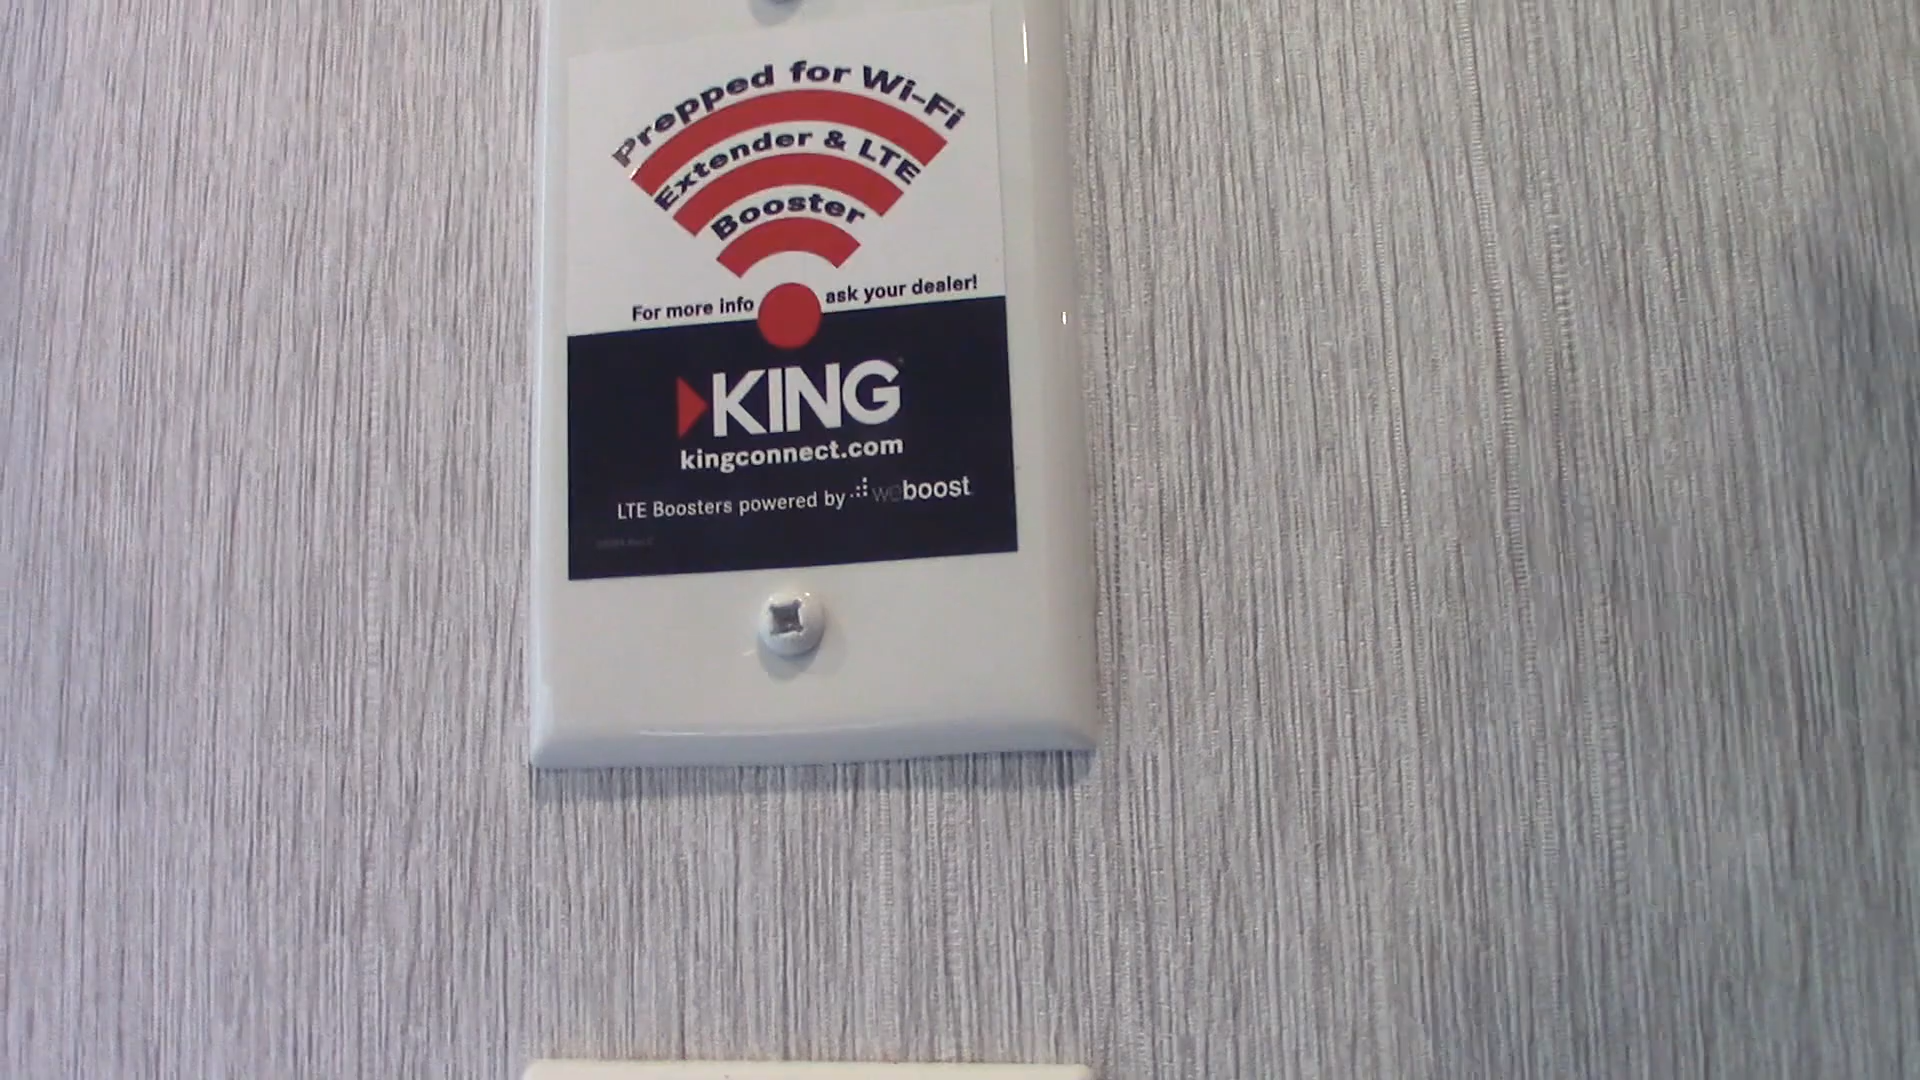 Prepped for Wi-Fi
Extender & LTE
Booster
For more info ask your dealer!
KING
kingconnect.com
LTE Boosters powered by weboost